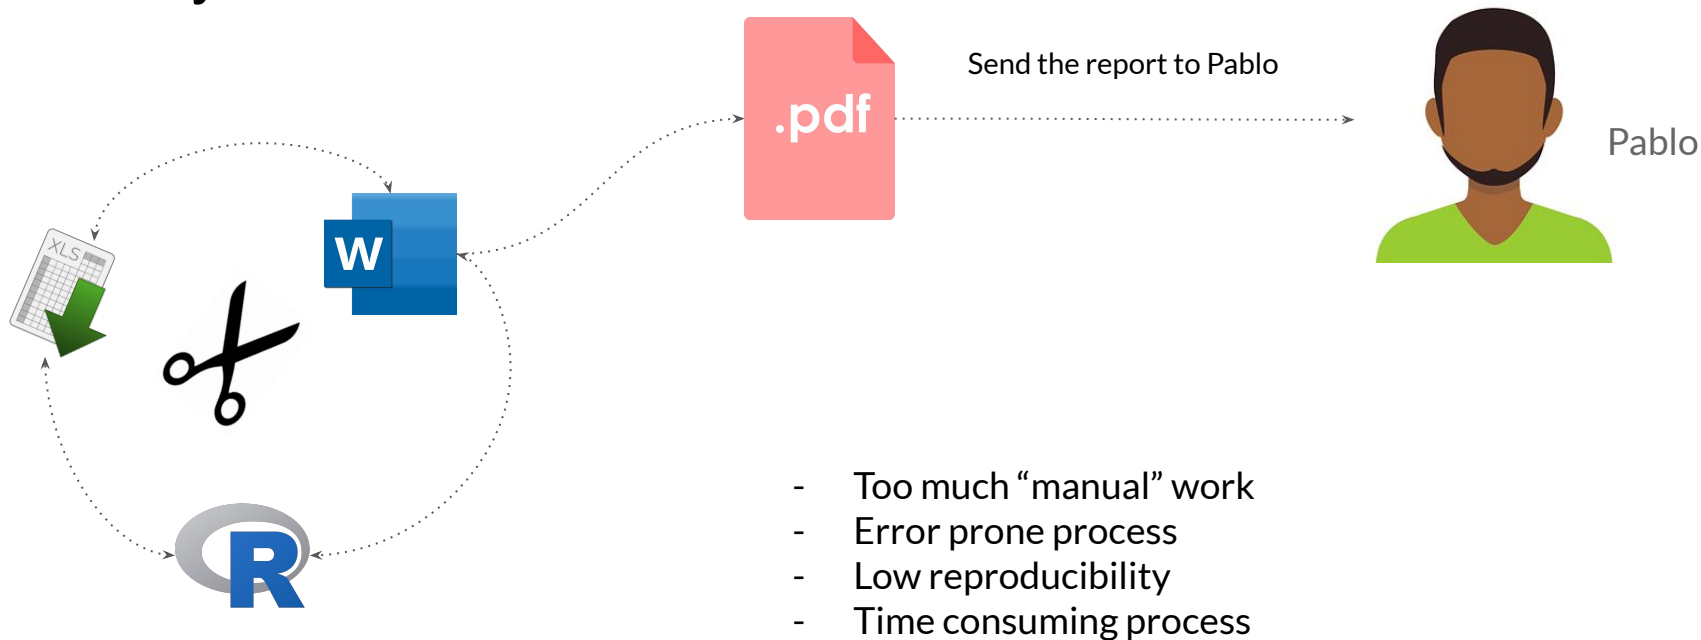 .pdf
Send the report to Pablo
Pablo
XLS
W
R
- Too much “manual” work
- Error prone process
- Low reproducibility
- Time consuming process